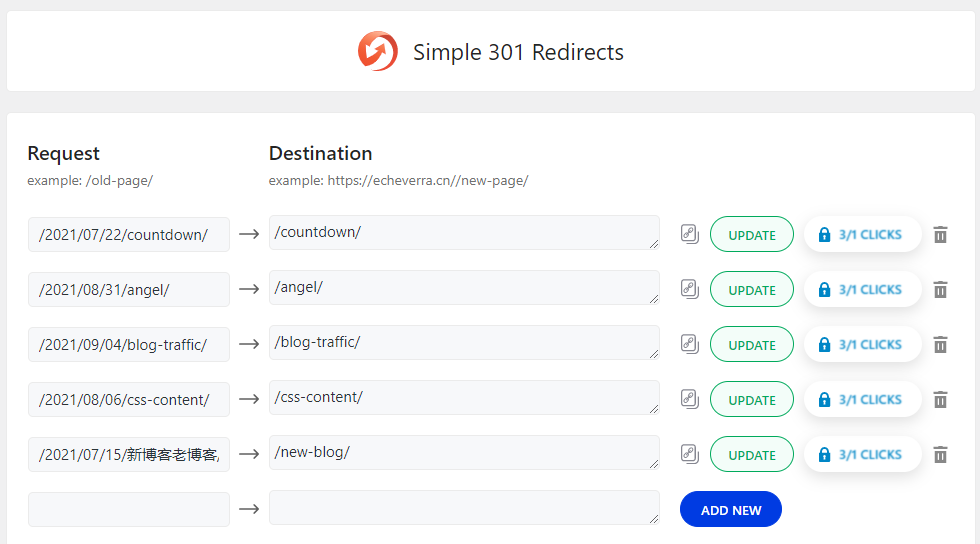 Simple 301 Redirects
Request
Destination
example: /old-page/
example: https://echeverra.cn//new-page/
/2021/07/22/countdown/
/countdown/
UPDATE
3/1 CLICKS
/2021/08/31/angel/
/angel/
UPDATE
3/1 CLICKS
/2021/09/04/blog-traffic/
/blog-traffic/
UPDATE
3/1 CLICKS
/2021/08/06/css-content/
/css-content/
UPDATE
3/1 CLICKS
/2021/07/15/新博客老博客/
/new-blog/
UPDATE
3/1 CLICKS
ADD NEW